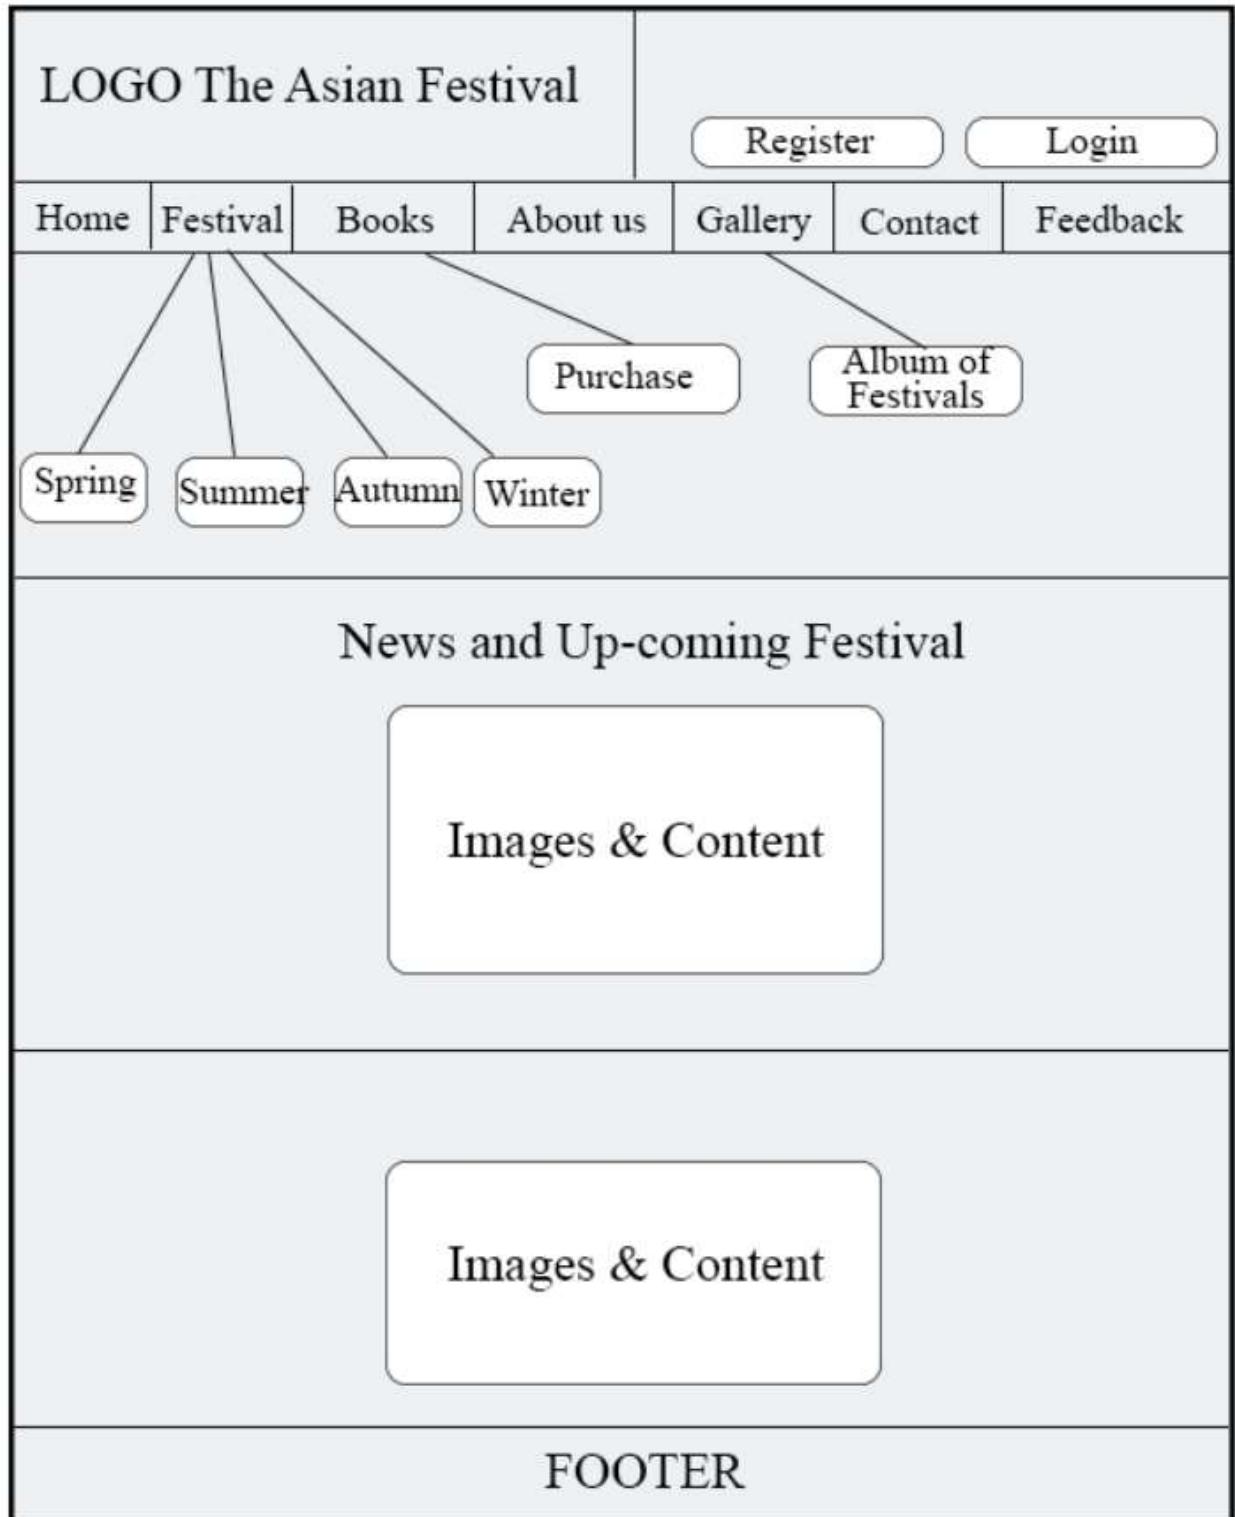 LOGO The Asian Festival
Register
Login
Home
Festival
Books
About us
Gallery
Contact
Feedback
Purchase
Album of
Festivals
Spring
Summer
Autumn
Winter
News and Up-coming Festival
Images & Content
Images & Content
FOOTER